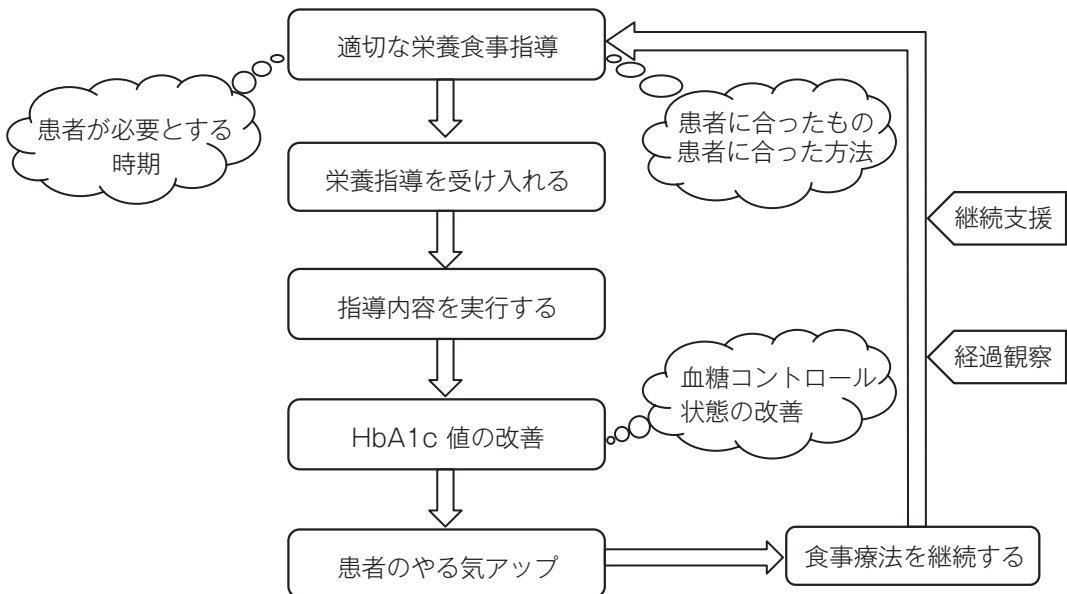 適切な栄養食事指導
患者が必要とする
時期
患者に合ったもの
患者に合った方法
栄養指導を受け入れる
継続支援
指導内容を実行する
経過観察
血糖コントロール
状態の改善
HbA1c 値の改善
患者のやる気アップ
食事療法を継続する